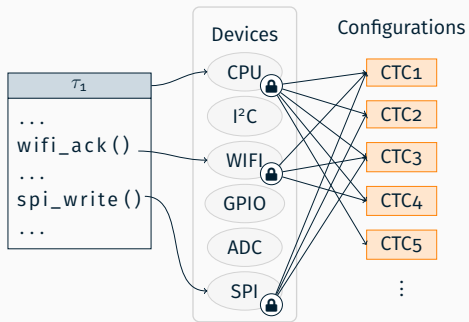 Devices
Configurations
τ₁
...
wifi_ack()
...
spi_write()
...
CPU
I²C
WIFI
GPIO
ADC
SPI
CTC1
CTC2
CTC3
CTC4
CTC5
⋮